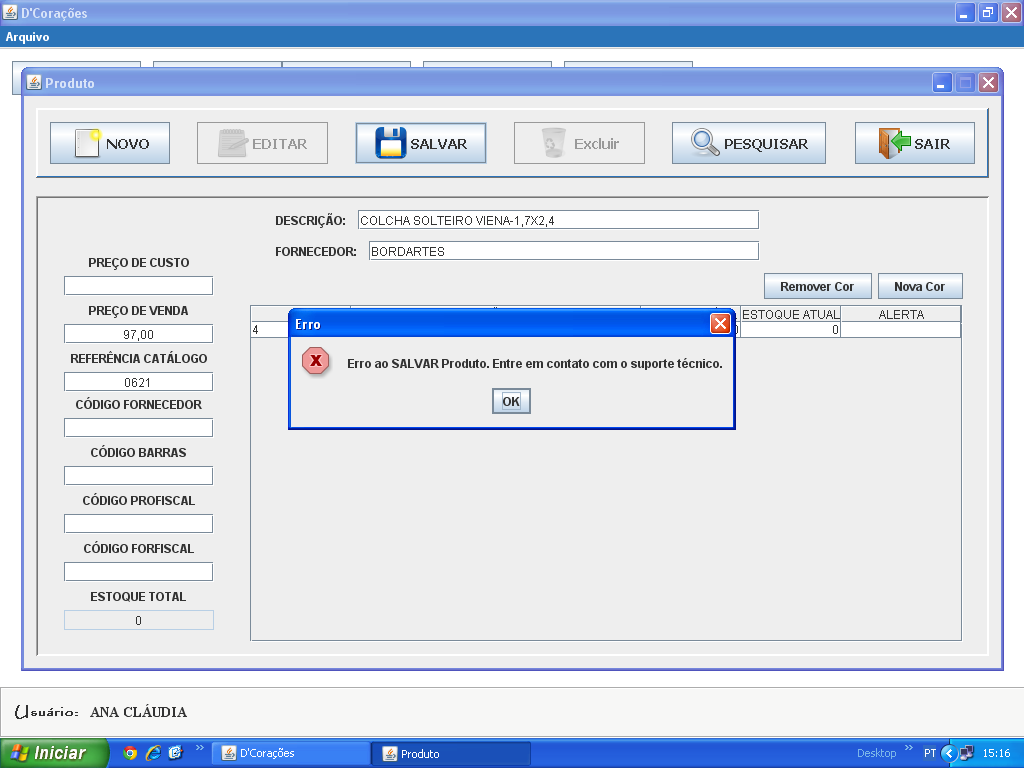 D'Corações
Arquivo
Produto
NOVO
EDITAR
SALVAR
Excluir
PESQUISAR
SAIR
DESCRIÇÃO: COLCHA SOLTEIRO VIENA-1,7X2,4
FORNECEDOR: BORDARTES
PREÇO DE CUSTO
Remover Cor
Nova Cor
PREÇO DE VENDA
97,00
ESTOQUE ATUAL
ALERTA
4
0
REFERÊNCIA CATÁLOGO
0621
CÓDIGO FORNECEDOR
CÓDIGO BARRAS
CÓDIGO PROFISCAL
CÓDIGO FORFISCAL
ESTOQUE TOTAL
0
Erro
Erro ao SALVAR Produto. Entre em contato com o suporte técnico.
OK
Usuário: ANA CLÁUDIA
Iniciar
D'Corações
Produto
Desktop
PT
15:16